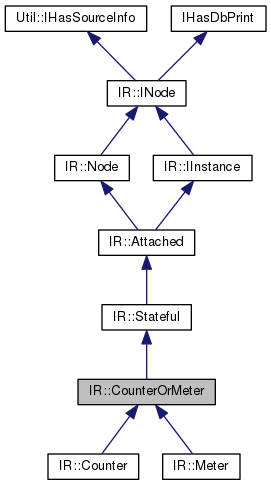 Util::IHasSourceInfo
IHasDbPrint
IR::INode
IR::Node
IR::IInstance
IR::Attached
IR::Stateful
IR::CounterOrMeter
IR::Counter
IR::Meter